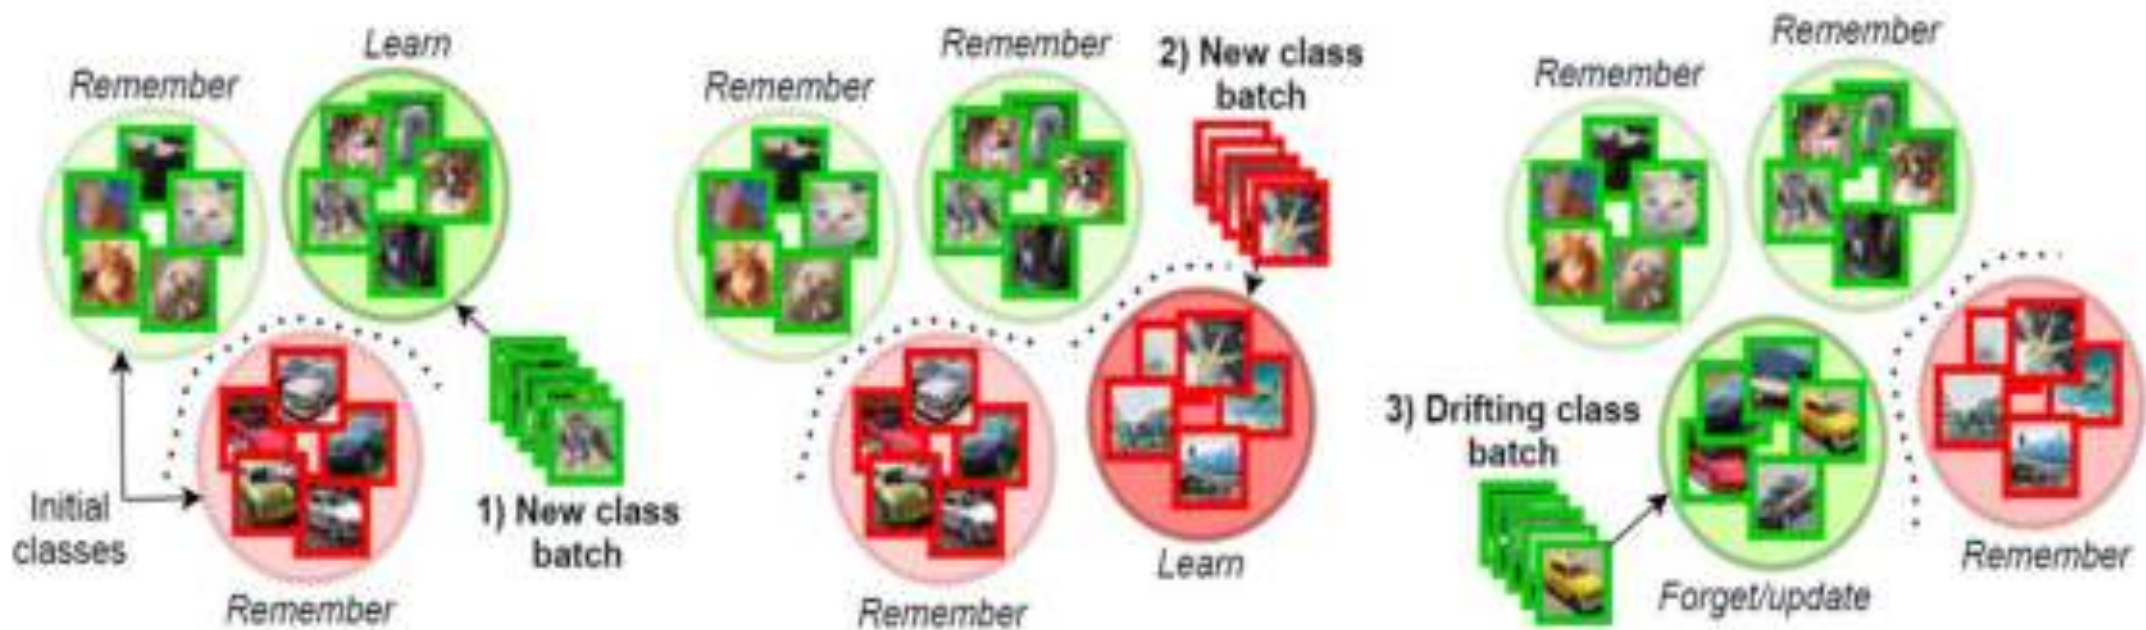 Learn
Remember
Initial
classes
1) New class
batch
Remember
Remember
Remember
2) New class
batch
Remember
Learn
Remember
Remember
3) Drifting class
batch
Forget/update
Remember